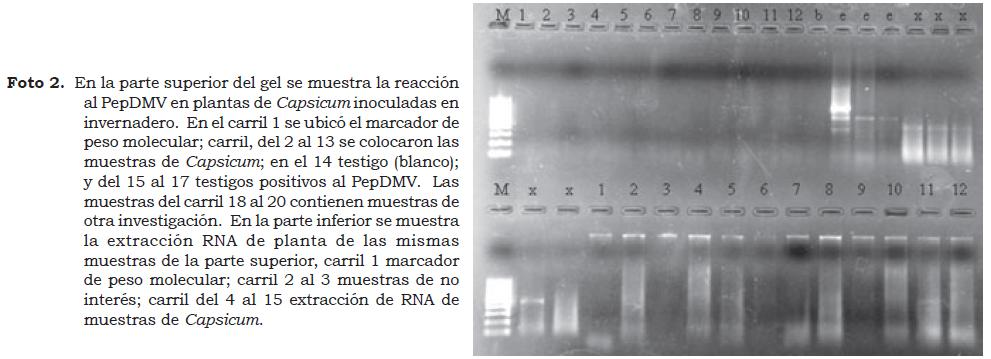 Foto 2. En la parte superior del gel se muestra la reacción
al PepDMV en plantas de Capsicum inoculadas en
invernadero. En el carril 1 se ubicó el marcador de
peso molecular; carril, del 2 al 13 se colocaron las
muestras de Capsicum; en el 14 testigo (blanco);
y del 15 al 17 testigos positivos al PepDMV. Las
muestras del carril 18 al 20 contienen muestras de
otra investigación. En la parte inferior se muestra
la extracción RNA de planta de las mismas
muestras de la parte superior, carril 1 marcador
de peso molecular; carril 2 al 3 muestras de no
interés; carril del 4 al 15 extracción de RNA de
muestras de Capsicum.
M 1 2 3 4 5 6 7 8 9 10 11 12 b e e e x x x
M x x 1 2 3 4 5 6 7 8 9 10 11 12